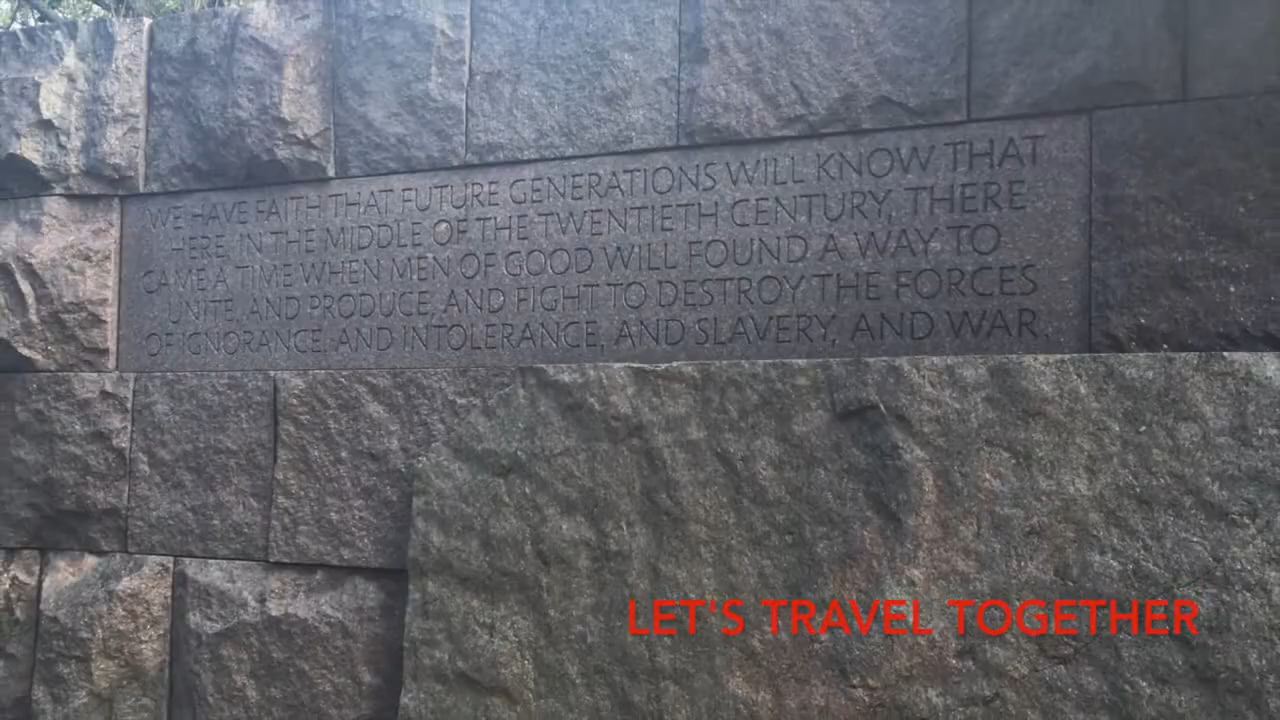 WE HAVE FAITH THAT FUTURE GENERATIONS WILL KNOW THAT
HERE, IN THE MIDDLE OF THE TWENTIETH CENTURY, THERE
CAME A TIME WHEN MEN OF GOOD WILL FOUND A WAY TO
UNITE, AND PRODUCE, AND FIGHT TO DESTROY THE FORCES
OF IGNORANCE, AND INTOLERANCE, AND SLAVERY, AND WAR.
LET'S TRAVEL TOGETHER